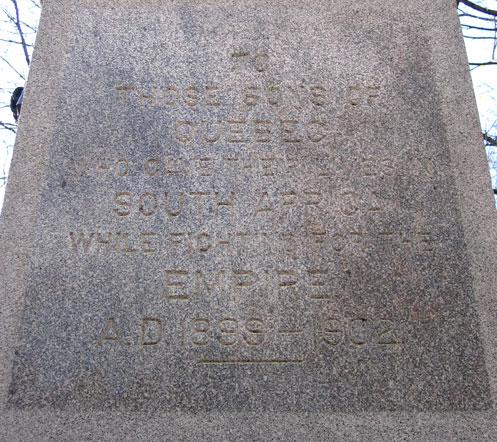 TO
THOSE SONS OF
QUEBEC
WHO GAVE THEIR LIVES IN
SOUTH AFRICA
WHILE FIGHTING FOR THE
EMPIRE.
A.D. 1899 – 1902.